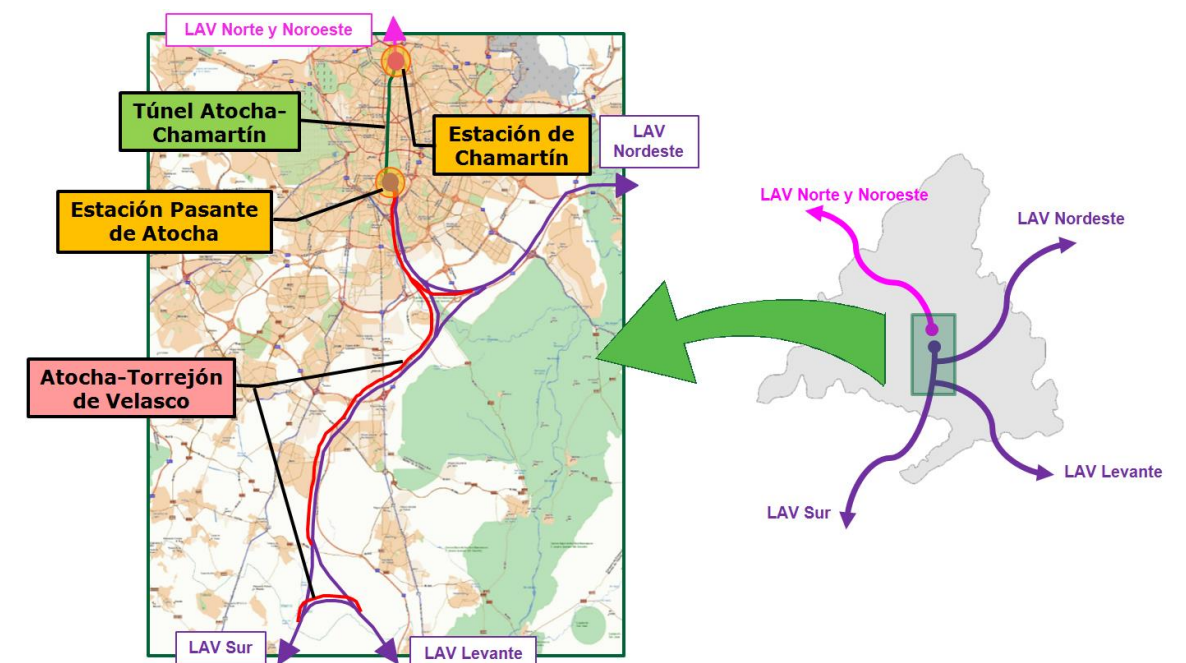 LAV Norte y Noroeste
Túnel Atocha-
Chamartín
Estación de
Chamartín
LAV
Nordeste
Estación Pasante
de Atocha
Atocha-Torrejón
de Velasco
LAV Sur
LAV Levante
LAV Norte y Noroeste
LAV Nordeste
LAV Levante
LAV Sur